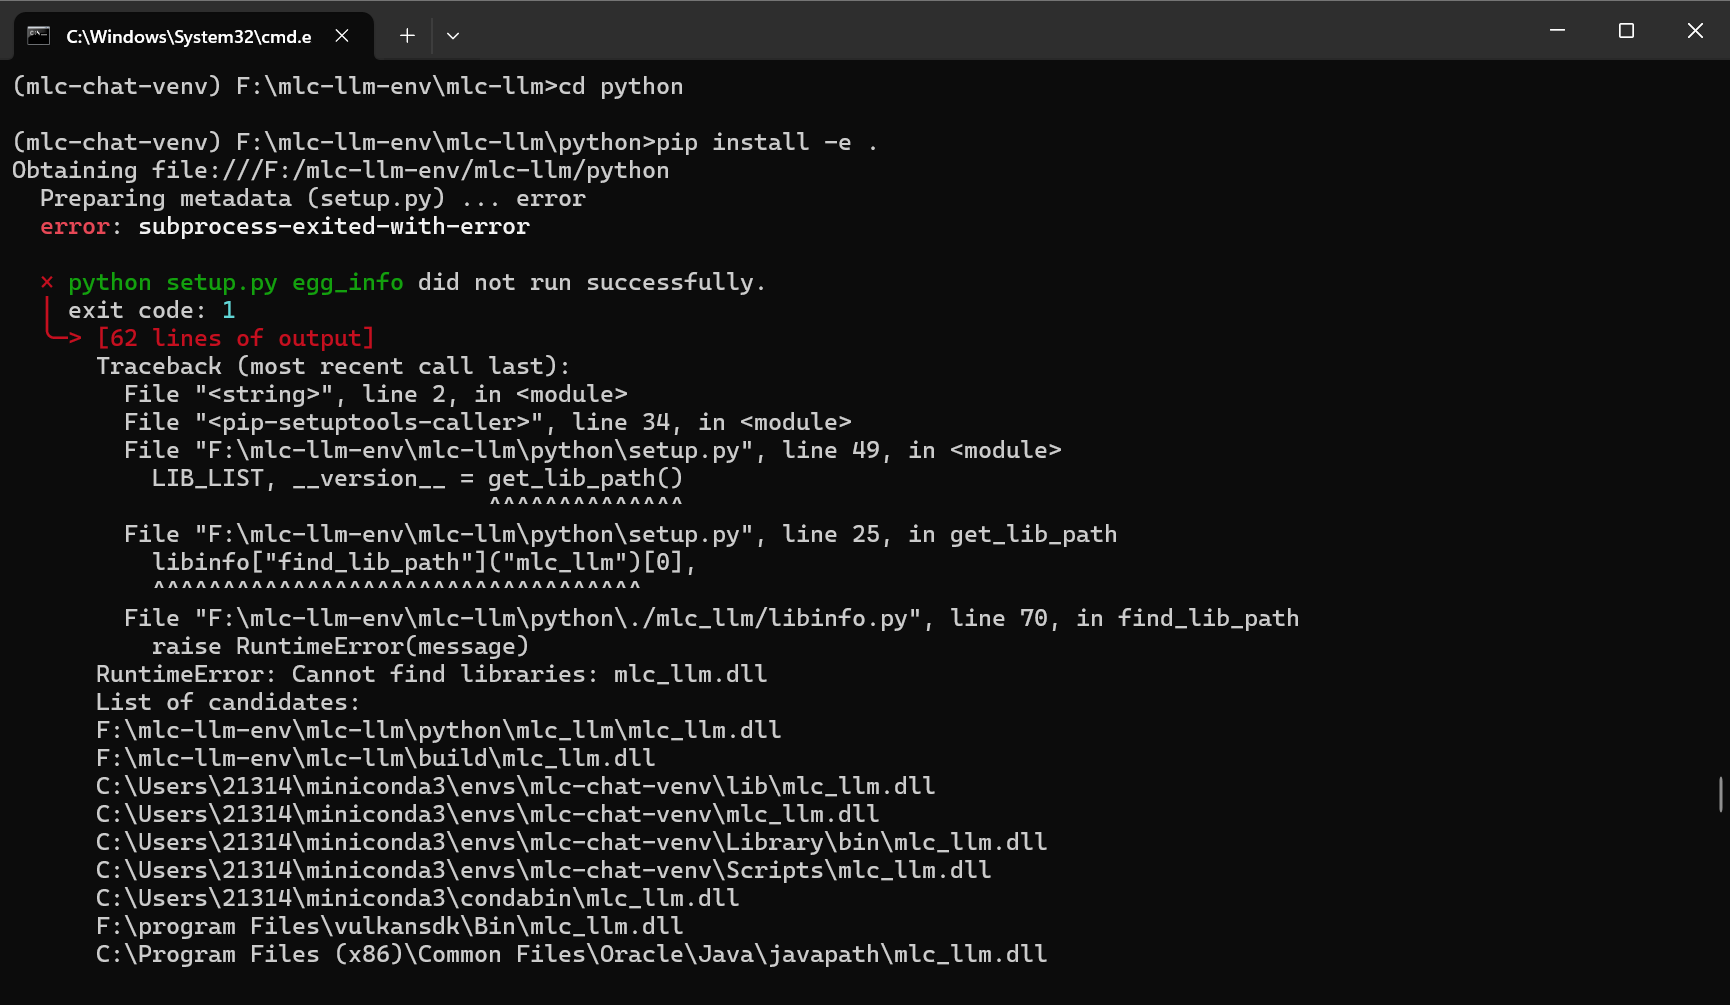 C:\Windows\System32\cmd.e
(mlc-chat-venv) F:\mlc-llm-env\mlc-llm>cd python
(mlc-chat-venv) F:\mlc-llm-env\mlc-llm\python>pip install -e .
Obtaining file:///F:/mlc-llm-env/mlc-llm/python
  Preparing metadata (setup.py) ... error
  error: subprocess-exited-with-error
  × python setup.py egg_info did not run successfully.
  │ exit code: 1
  ╰─> [62 lines of output]
      Traceback (most recent call last):
        File "<string>", line 2, in <module>
        File "<pip-setuptools-caller>", line 34, in <module>
        File "F:\mlc-llm-env\mlc-llm\python\setup.py", line 49, in <module>
          LIB_LIST, __version__ = get_lib_path()
                                  ^^^^^^^^^^^^^^
        File "F:\mlc-llm-env\mlc-llm\python\setup.py", line 25, in get_lib_path
          libinfo["find_lib_path"]("mlc_llm")[0],
          ^^^^^^^^^^^^^^^^^^^^^^^^^^^^^^^^^^^
        File "F:\mlc-llm-env\mlc-llm\python\./mlc_llm/libinfo.py", line 70, in find_lib_path
          raise RuntimeError(message)
      RuntimeError: Cannot find libraries: mlc_llm.dll
      List of candidates:
      F:\mlc-llm-env\mlc-llm\python\mlc_llm\mlc_llm.dll
      F:\mlc-llm-env\mlc-llm\build\mlc_llm.dll
      C:\Users\21314\miniconda3\envs\mlc-chat-venv\lib\mlc_llm.dll
      C:\Users\21314\miniconda3\envs\mlc-chat-venv\mlc_llm.dll
      C:\Users\21314\miniconda3\envs\mlc-chat-venv\Library\bin\mlc_llm.dll
      C:\Users\21314\miniconda3\envs\mlc-chat-venv\Scripts\mlc_llm.dll
      C:\Users\21314\miniconda3\condabin\mlc_llm.dll
      F:\program Files\vulkansdk\Bin\mlc_llm.dll
      C:\Program Files (x86)\Common Files\Oracle\Java\javapath\mlc_llm.dll